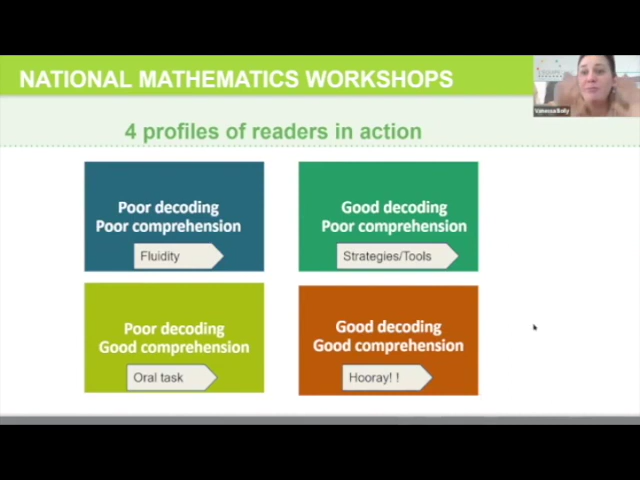 NATIONAL MATHEMATICS WORKSHOPS
4 profiles of readers in action
Poor decoding
Poor comprehension
Fluidity
Good decoding
Poor comprehension
Strategies/Tools
Poor decoding
Good comprehension
Oral task
Good decoding
Good comprehension
Hooray! !